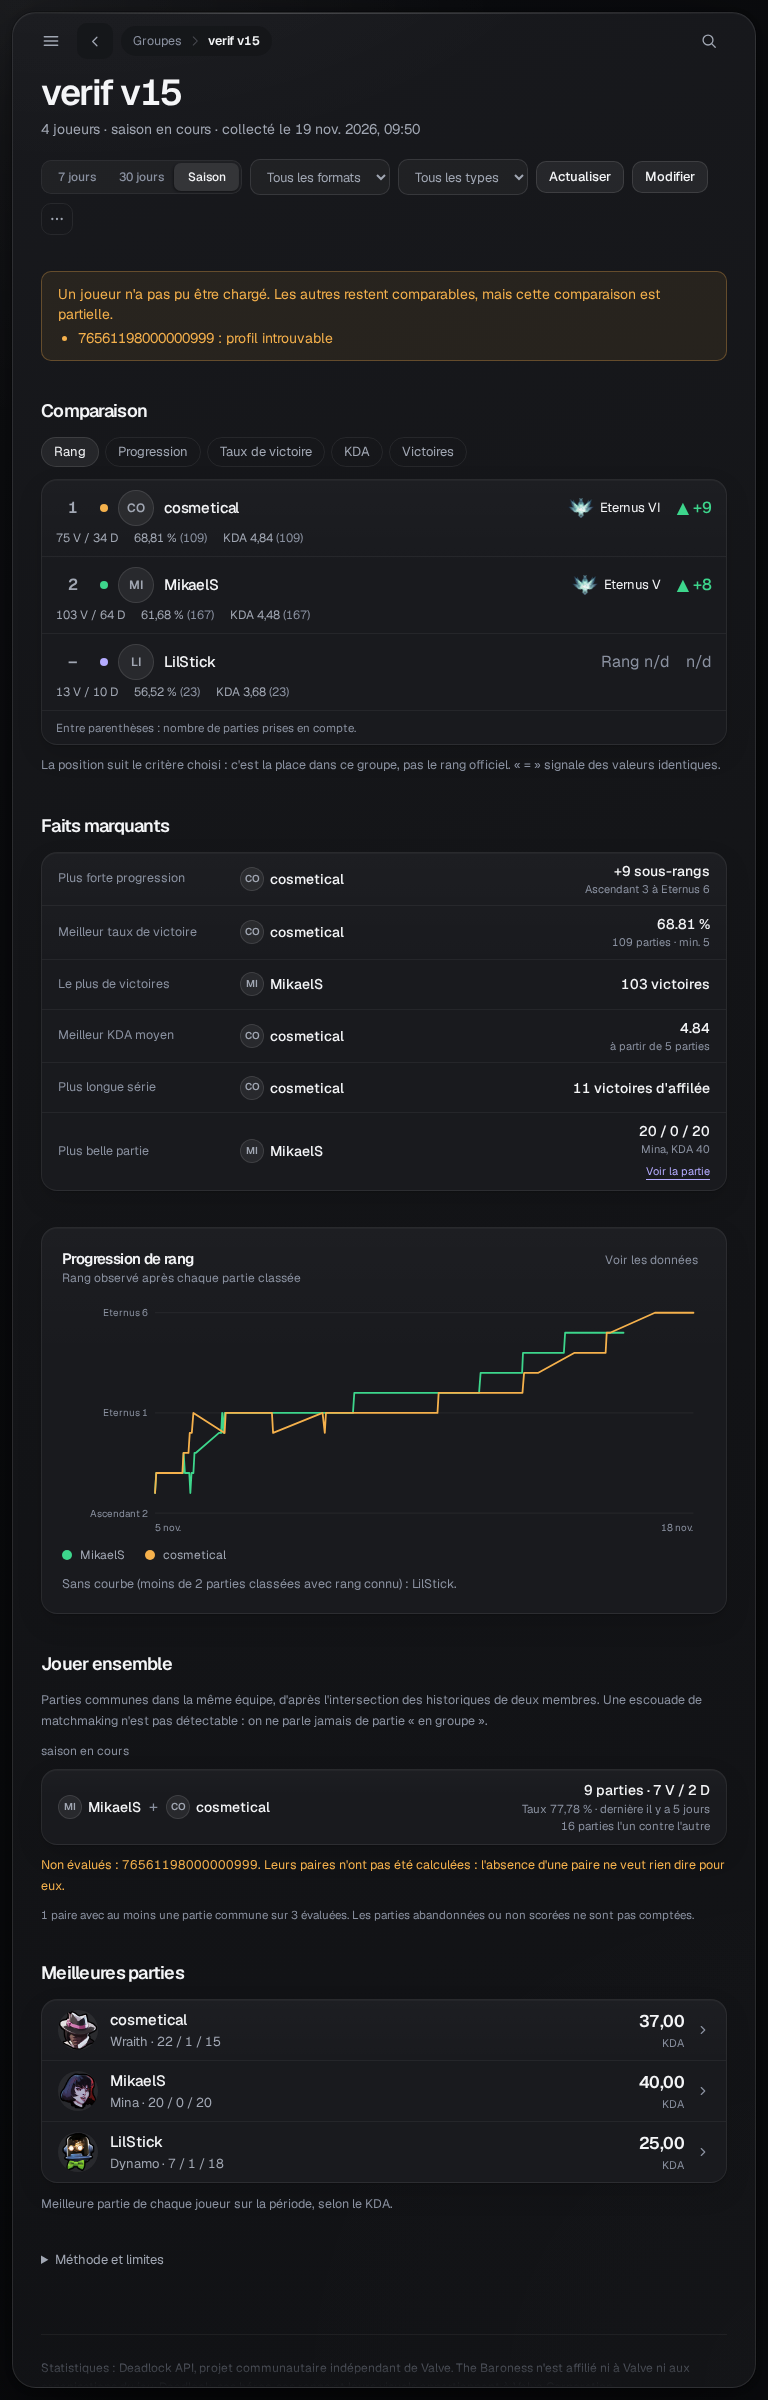 Groupes > verif v15
verif v15
4 joueurs · saison en cours · collecté le 19 nov. 2026, 09:50
7 jours 30 jours Saison Tous les formats Tous les types Actualiser Modifier
···
Un joueur n'a pas pu être chargé. Les autres restent comparables, mais cette comparaison est
partielle.
• 76561198000000999 : profil introuvable
Comparaison
Rang Progression Taux de victoire KDA Victoires
1 CO cosmetical Eternus VI ▲+9
75 V / 34 D 68,81 % (109) KDA 4,84 (109)
2 MI MikaelS Eternus V ▲+8
103 V / 64 D 61,68 % (167) KDA 4,48 (167)
– LI LilStick Rang n/d n/d
13 V / 10 D 56,52 % (23) KDA 3,68 (23)
Entre parenthèses : nombre de parties prises en compte.
La position suit le critère choisi : c'est la place dans ce groupe, pas le rang officiel. « = » signale des valeurs identiques.
Faits marquants
Plus forte progression CO cosmetical +9 sous-rangs
Ascendant 3 à Eternus 6
Meilleur taux de victoire CO cosmetical 68.81 %
109 parties · min. 5
Le plus de victoires MI MikaelS 103 victoires
Meilleur KDA moyen CO cosmetical 4.84
à partir de 5 parties
Plus longue série CO cosmetical 11 victoires d'affilée
Plus belle partie MI MikaelS 20 / 0 / 20
Mina, KDA 40
Voir la partie
Progression de rang Voir les données
Rang observé après chaque partie classée
Eternus 6
Eternus 1
Ascendant 2
5 nov. 18 nov.
MikaelS cosmetical
Sans courbe (moins de 2 parties classées avec rang connu) : LilStick.
Jouer ensemble
Parties communes dans la même équipe, d'après l'intersection des historiques de deux membres. Une escouade de
matchmaking n'est pas détectable : on ne parle jamais de partie « en groupe ».
saison en cours
MI MikaelS + CO cosmetical 9 parties · 7 V / 2 D
Taux 77,78 % · dernière il y a 5 jours
16 parties l'un contre l'autre
Non évalués : 76561198000000999. Leurs paires n'ont pas été calculées : l'absence d'une paire ne veut rien dire pour
eux.
1 paire avec au moins une partie commune sur 3 évaluées. Les parties abandonnées ou non scorées ne sont pas comptées.
Meilleures parties
cosmetical 37,00
Wraith · 22 / 1 / 15 KDA
MikaelS 40,00
Mina · 20 / 0 / 20 KDA
LilStick 25,00
Dynamo · 7 / 1 / 18 KDA
Meilleure partie de chaque joueur sur la période, selon le KDA.
▶ Méthode et limites
Statistiques : Deadlock API, projet communautaire indépendant de Valve. The Baroness n'est affilié ni à Valve ni aux